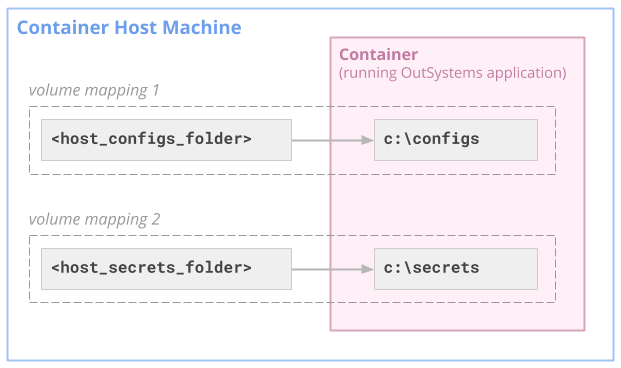 Container Host Machine
Container
(running OutSystems application)
volume mapping 1
<host_configs_folder>
c:\configs
volume mapping 2
<host_secrets_folder>
c:\secrets